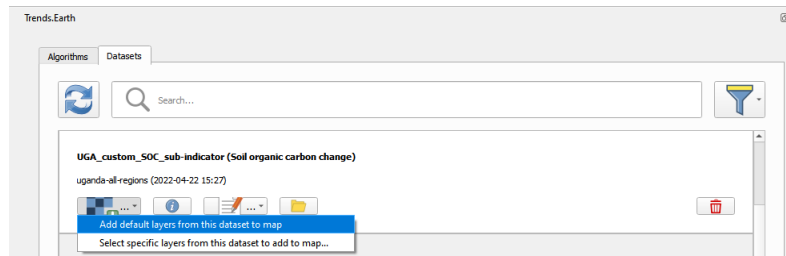 Trends.Earth
Algorithms Datasets
Search...
UGA_custom_SOC_sub-indicator (Soil organic carbon change)
uganda-all-regions (2022-04-22 15:27)
... ...
Add default layers from this dataset to map
Select specific layers from this dataset to add to map...